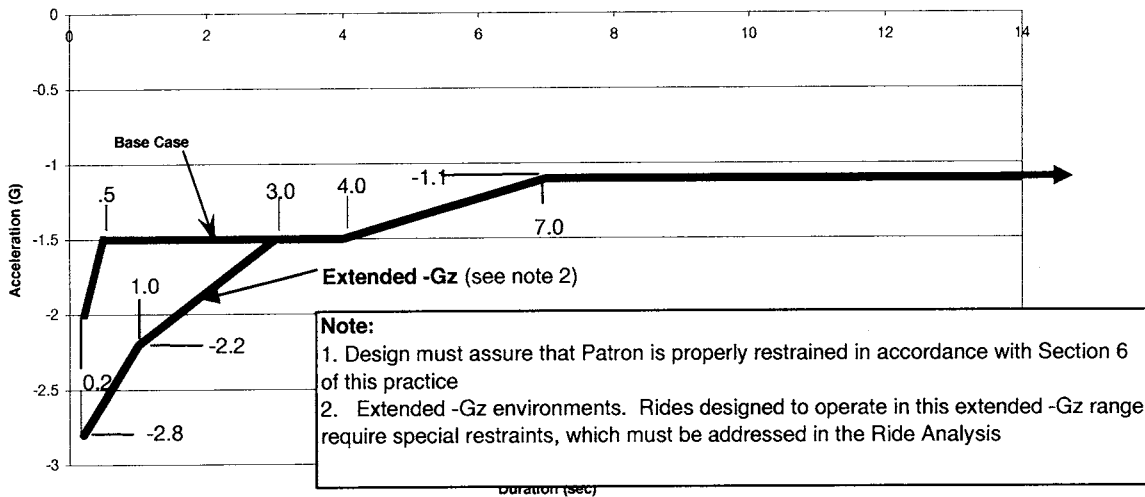 0
0 2 4 6 8 10 12 14
-0.5
Base Case
-1
.5
3.0
4.0
-1.1
7.0
-1.5
Acceleration (G)
Extended -Gz (see note 2)
1.0
-2
-2.2
0.2
-2.5
-2.8
-3
Note:
1. Design must assure that Patron is properly restrained in accordance with Section 6
of this practice
2. Extended -Gz environments. Rides designed to operate in this extended -Gz range
require special restraints, which must be addressed in the Ride Analysis
Duration (sec)